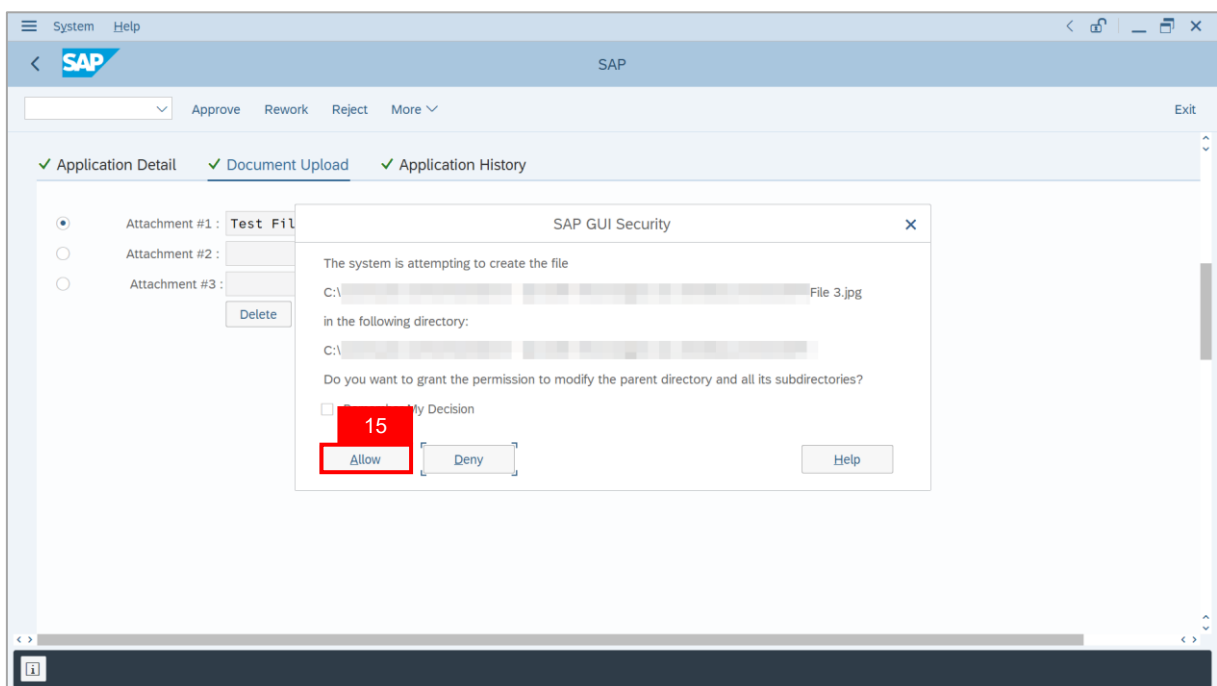 System Help
SAP SAP
Approve Rework Reject More Exit
Application Detail Document Upload Application History
Attachment #1 : Test Fil
Attachment #2 :
Attachment #3 :
Delete
SAP GUI Security
The system is attempting to create the file
C:\ File 3.jpg
in the following directory:
C:\
Do you want to grant the permission to modify the parent directory and all its subdirectories?
My Decision
15
Allow Deny Help